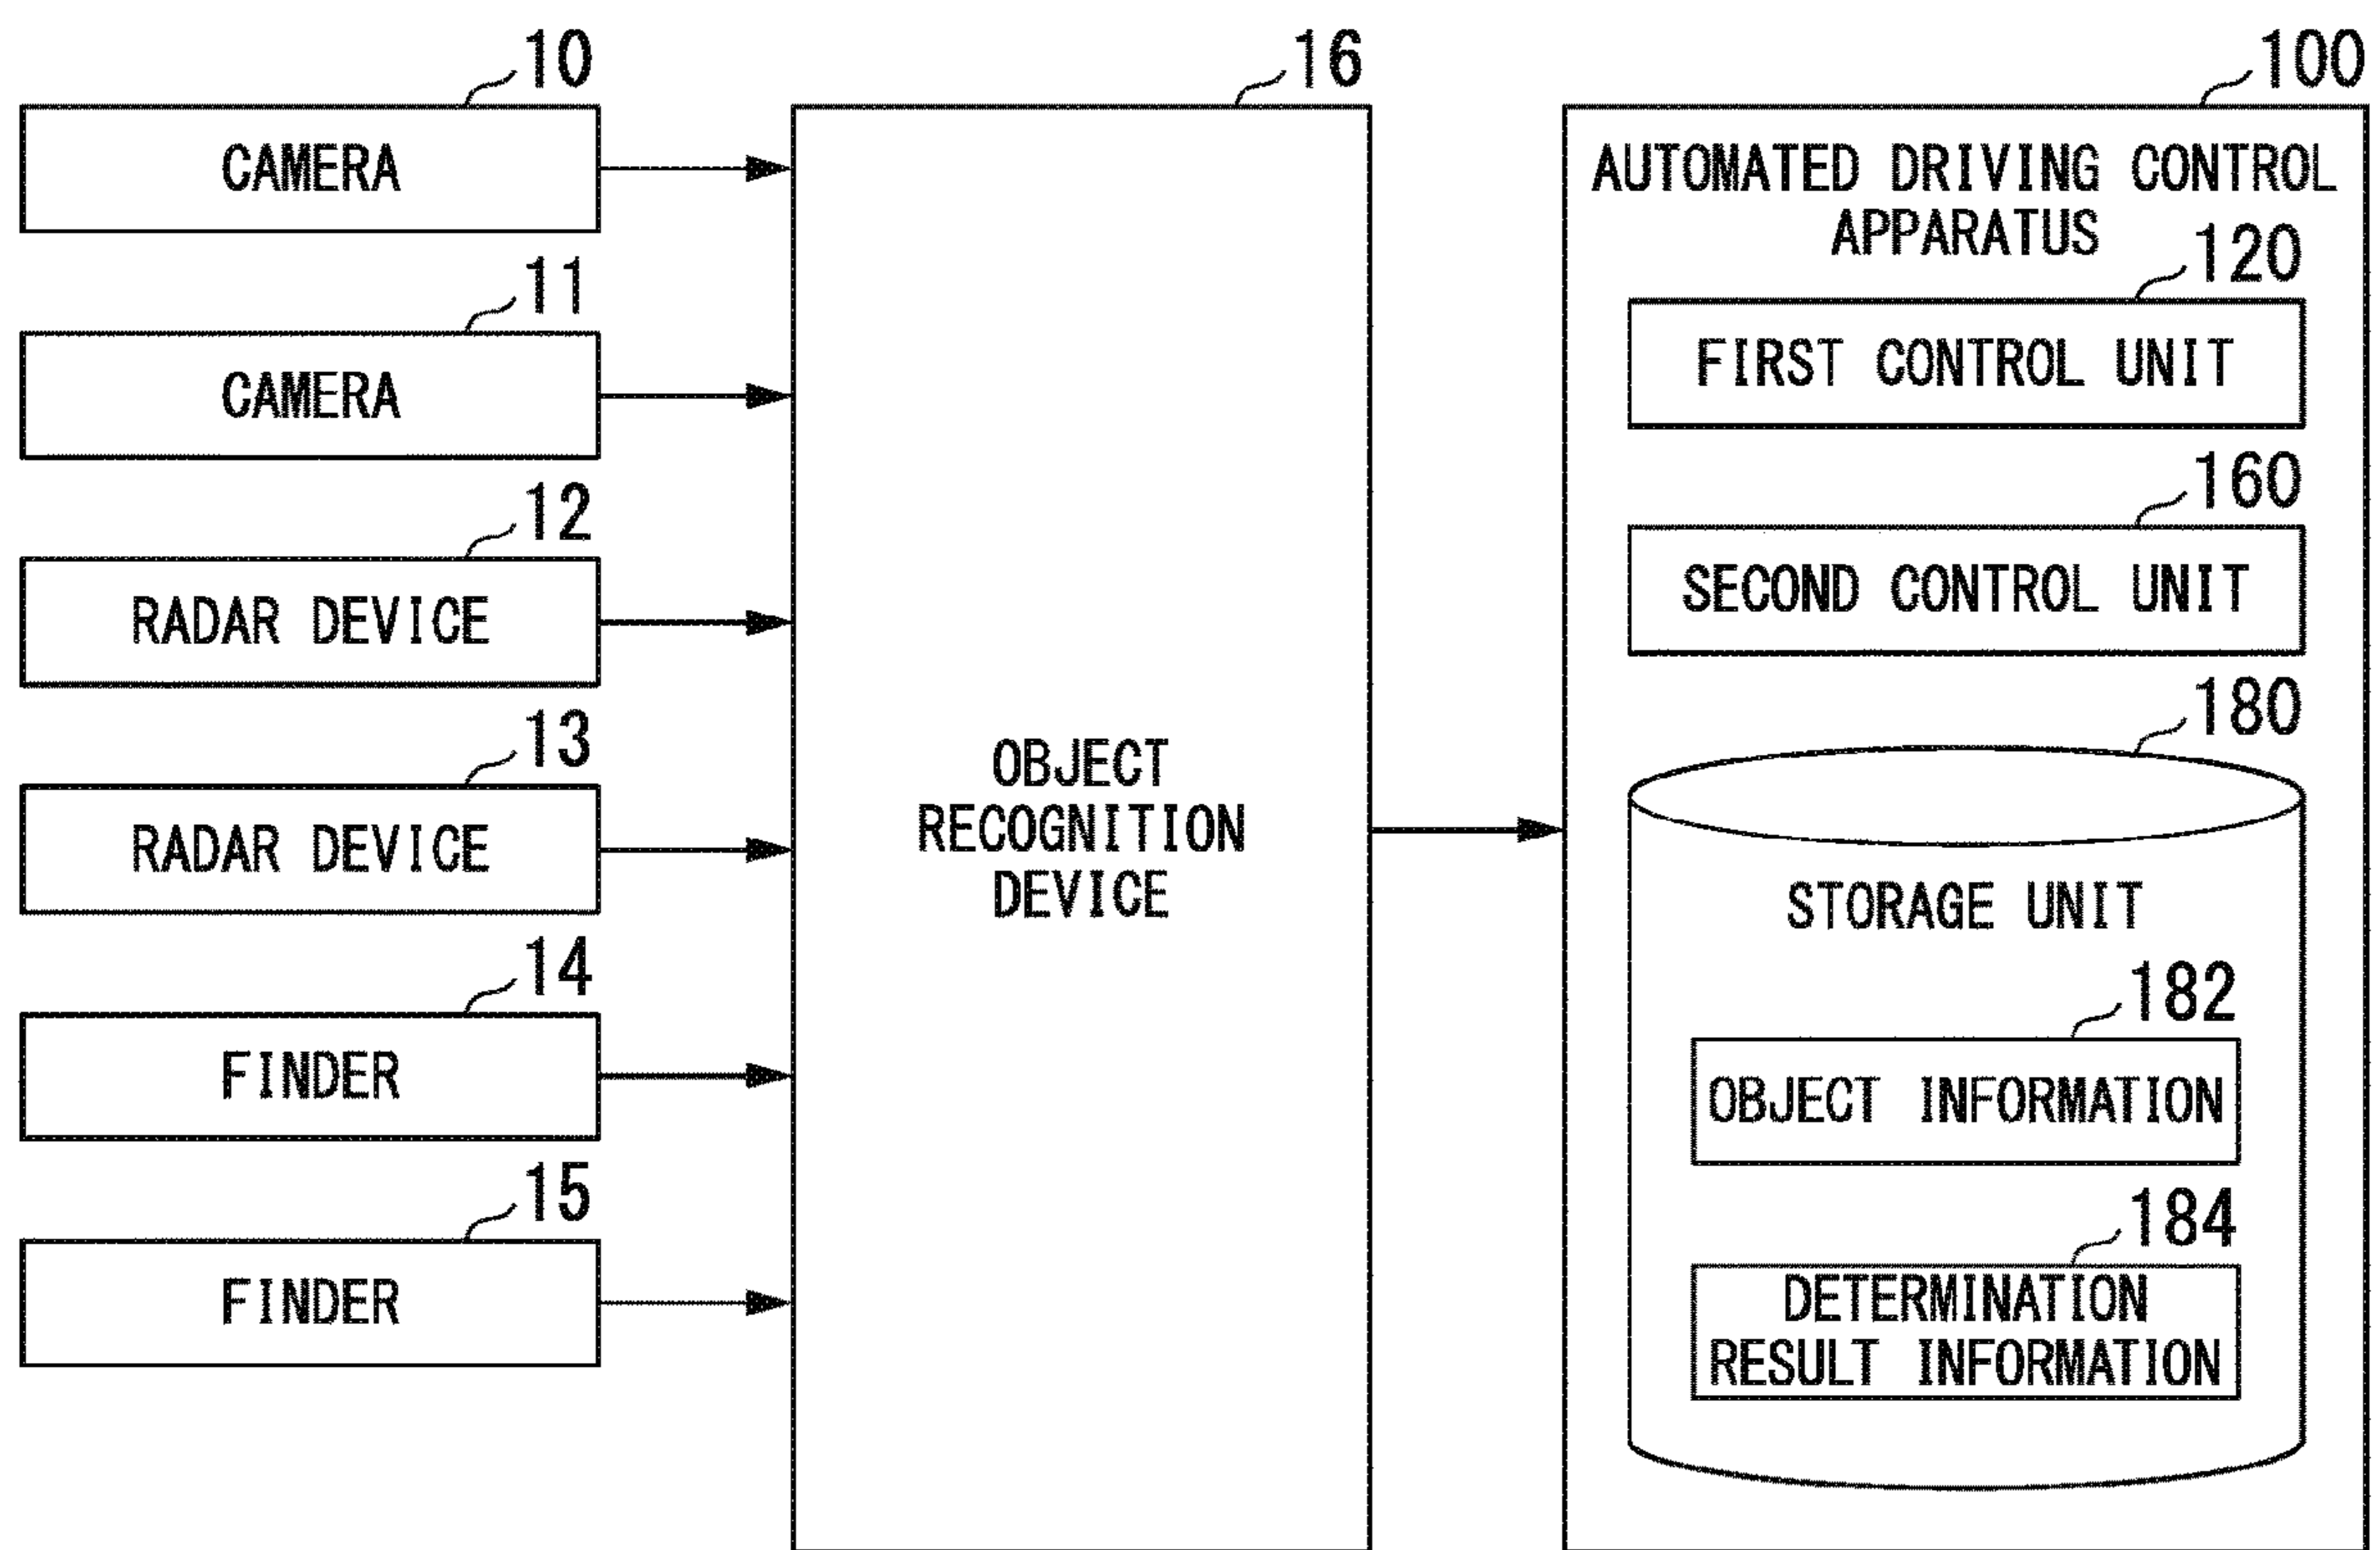 10
CAMERA
11
CAMERA
12
RADAR DEVICE
13
RADAR DEVICE
14
FINDER
15
FINDER
16
OBJECT
RECOGNITION
DEVICE
100
AUTOMATED DRIVING CONTROL
APPARATUS
120
FIRST CONTROL UNIT
160
SECOND CONTROL UNIT
180
STORAGE UNIT
182
OBJECT INFORMATION
184
DETERMINATION
RESULT INFORMATION